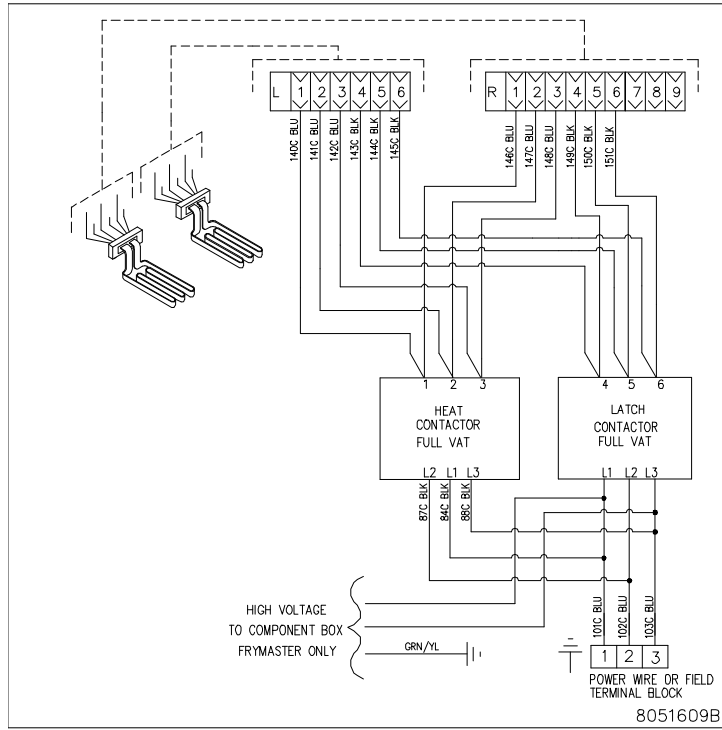 L 1 2 3 4 5 6
R 1 2 3 4 5 6 7 8 9
140C BLU
141C BLU
142C BLU
143C BLK
144C BLK
145C BLK
146C BLU
147C BLU
148C BLU
149C BLK
150C BLK
151C BLK
1 2 3
HEAT
CONTACTOR
FULL VAT
L2 L1 L3
4 5 6
LATCH
CONTACTOR
FULL VAT
L1 L2 L3
87C BLK
84C BLK
88C BLK
101C BLU
102C BLU
103C BLU
HIGH VOLTAGE
TO COMPONENT BOX
FRYMASTER ONLY
GRN/YL
1 2 3
POWER WIRE OR FIELD
TERMINAL BLOCK
8051609B